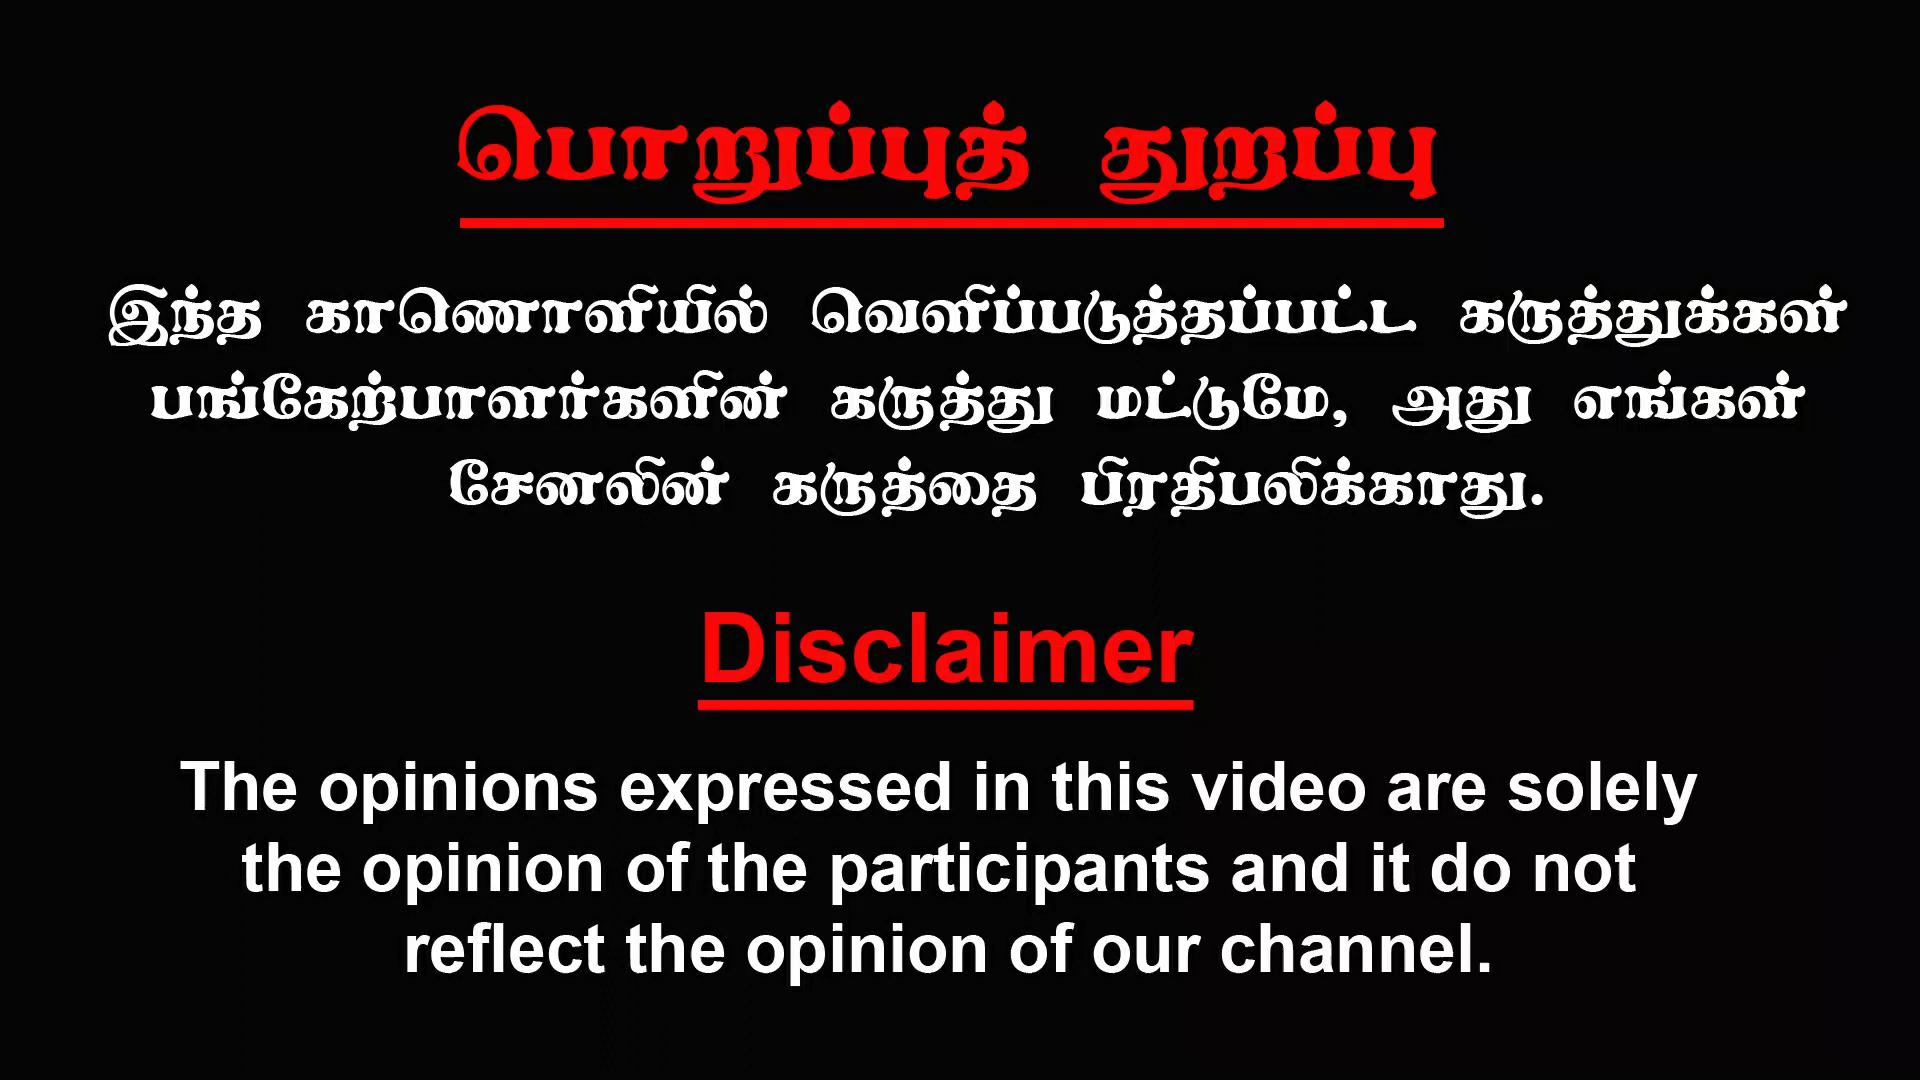 பொறுப்புத் துறப்பு
இந்த காணொளியில் வெளிப்படுத்தப்பட்ட கருத்துக்கள்
பங்கேற்பாளர்களின் கருத்து மட்டுமே, அது எங்கள்
சேனலின் கருத்தை பிரதிபலிக்காது.
Disclaimer
The opinions expressed in this video are solely
the opinion of the participants and it do not
reflect the opinion of our channel.